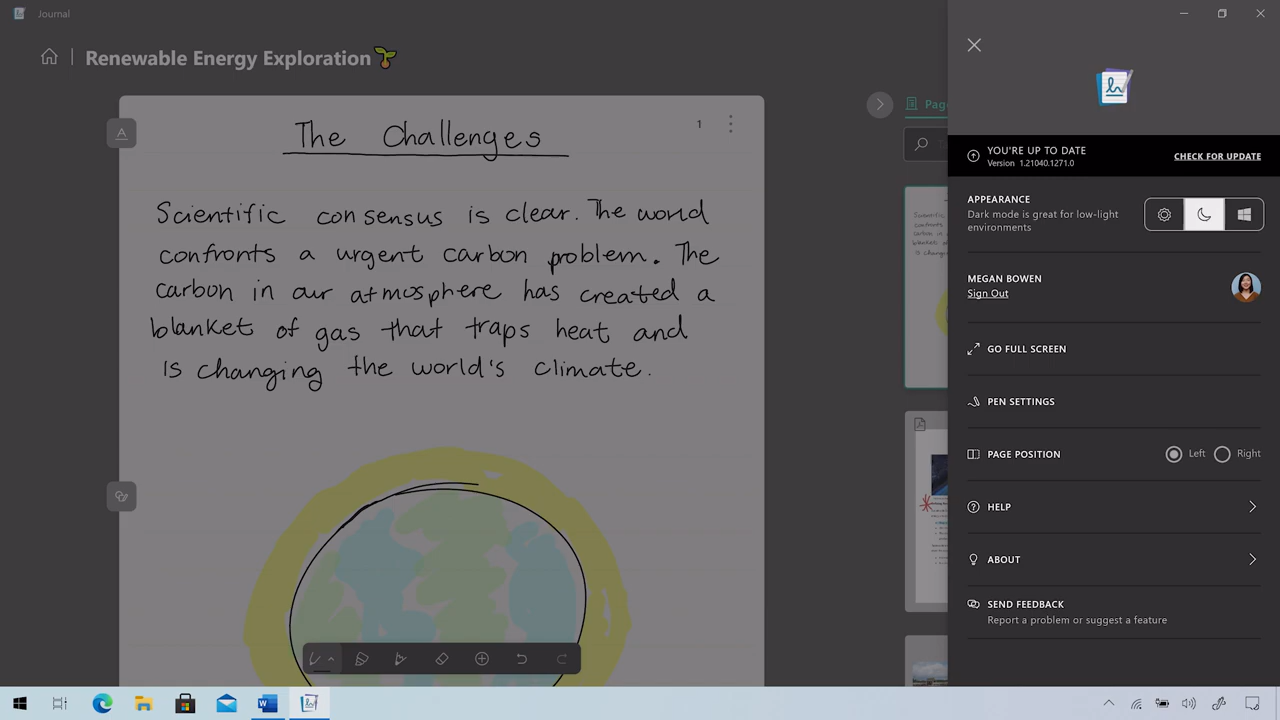 Journal
Renewable Energy Exploration
1
The Challenges
Scientific consensus is clear. The world
confronts a urgent carbon problem. The
carbon in our atmosphere has created a
blanket of gas that traps heat and
is changing the world's climate.
Pag
YOU'RE UP TO DATE
Version 1.21040.1271.0
CHECK FOR UPDATE
APPEARANCE
Dark mode is great for low-light
environments
MEGAN BOWEN
Sign Out
GO FULL SCREEN
PEN SETTINGS
PAGE POSITION
Left
Right
HELP
ABOUT
SEND FEEDBACK
Report a problem or suggest a feature